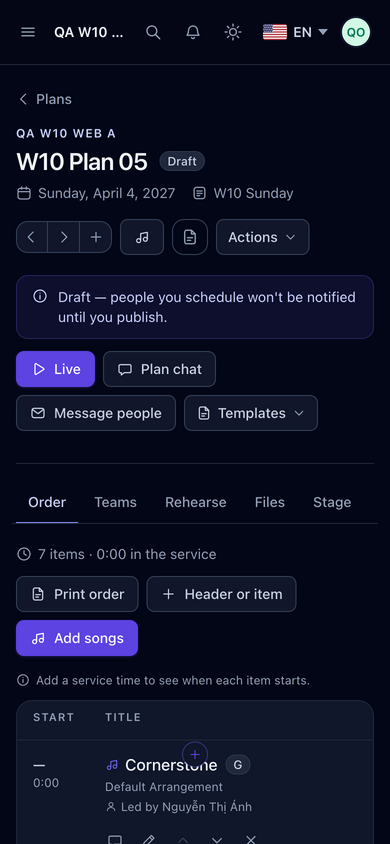 QA W10 ...
EN
QO
Plans
QA W10 WEB A
W10 Plan 05
Draft
Sunday, April 4, 2027
W10 Sunday
Actions
Draft — people you schedule won't be notified
until you publish.
Live
Plan chat
Message people
Templates
Order
Teams
Rehearse
Files
Stage
7 items · 0:00 in the service
Print order
Header or item
Add songs
Add a service time to see when each item starts.
START
TITLE
—
Cornerstone
G
0:00
Default Arrangement
Led by Nguyễn Thị Ánh